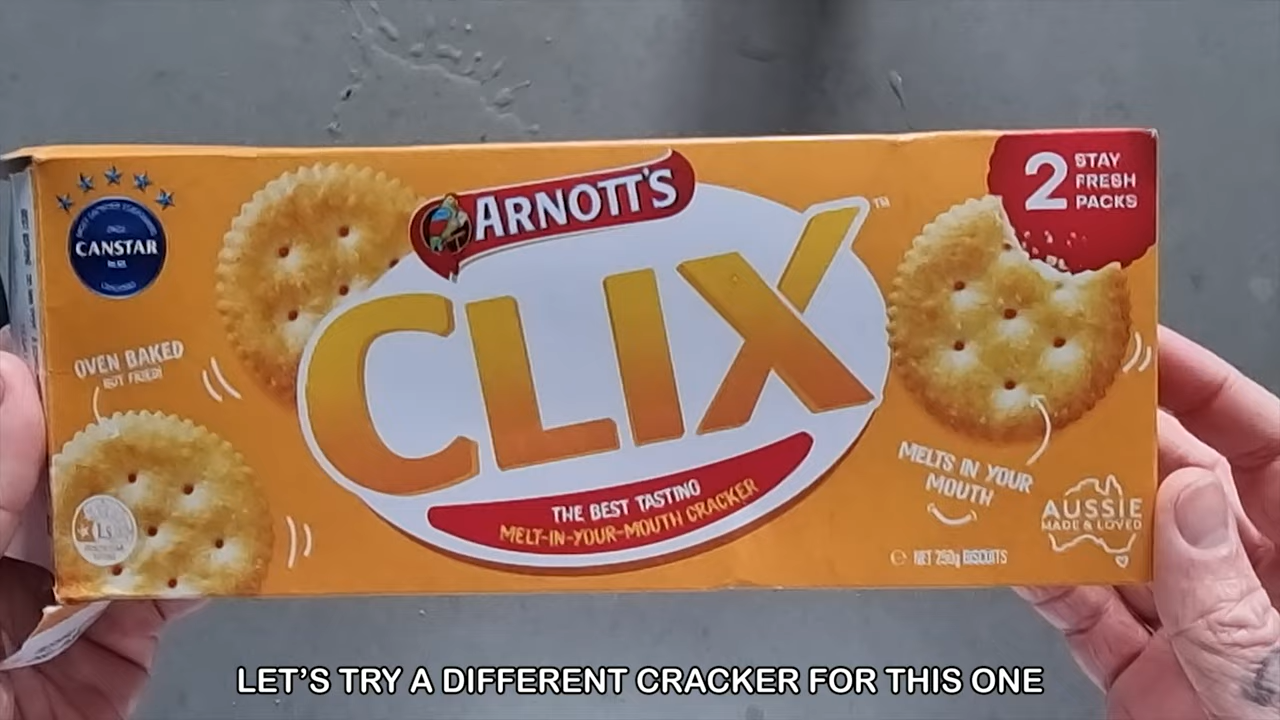 CANSTAR
OVEN BAKED
NOT FRIED!
ARNOTT'S
CLIX
TM
THE BEST TASTING
MELT-IN-YOUR-MOUTH CRACKER
2
STAY
FRESH
PACKS
MELTS IN YOUR
MOUTH
AUSSIE
MADE & LOVED
NET 250g BISCUITS
LET'S TRY A DIFFERENT CRACKER FOR THIS ONE